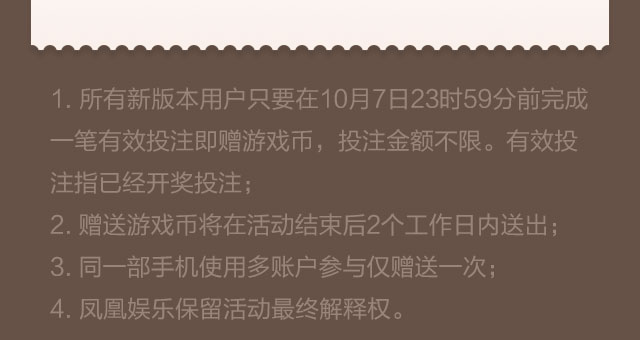 1. 所有新版本用户只要在10月7日23时59分前完成
一笔有效投注即赠游戏币，投注金额不限。有效投
注指已经开奖投注；
2. 赠送游戏币将在活动结束后2个工作日内送出；
3. 同一部手机使用多账户参与仅赠送一次；
4. 凤凰娱乐保留活动最终解释权。